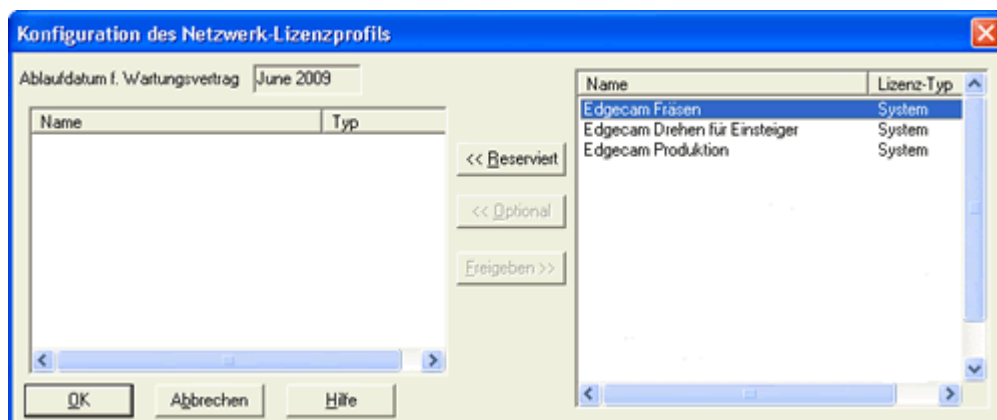 Konfiguration des Netzwerk-Lizenzprofils
Ablaufdatum f. Wartungsvertrag June 2009
Name Typ
<< Reserviert
<< Optional
Freigeben >>
OK Abbrechen Hilfe
Name Lizenz-Typ
Edgecam Fräsen System
Edgecam Drehen für Einsteiger System
Edgecam Produktion System